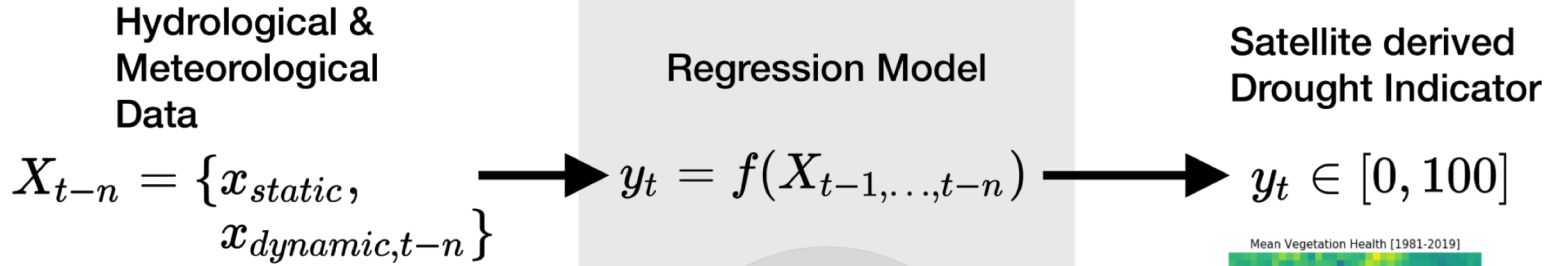 Hydrological &
Meteorological
Data
X_{t-n} = {x_{static},
x_{dynamic,t-n}}
Regression Model
y_t = f(X_{t-1,...,t-n})
Satellite derived
Drought Indicator
y_t ∈ [0, 100]
Mean Vegetation Health [1981-2019]